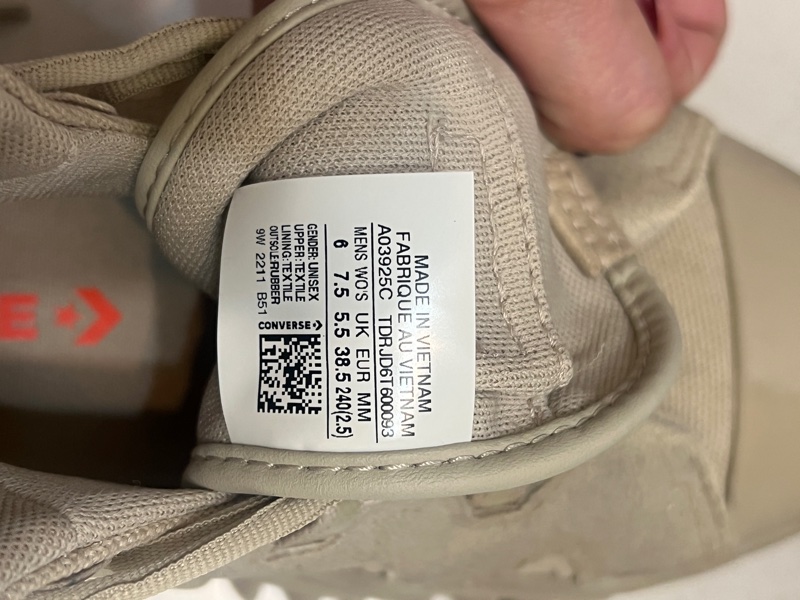 MADE IN VIETNAM
FABRIQUE AU VIETNAM
A03925C TDRJD6T600093
MENS WO'S UK EUR MM
6 7.5 5.5 38.5 240(2.5)
GENDER: UNISEX
UPPER: TEXTILE
LINING: TEXTILE
OUTSOLE:RUBBER
9W 2211 B51
CONVERSE
E